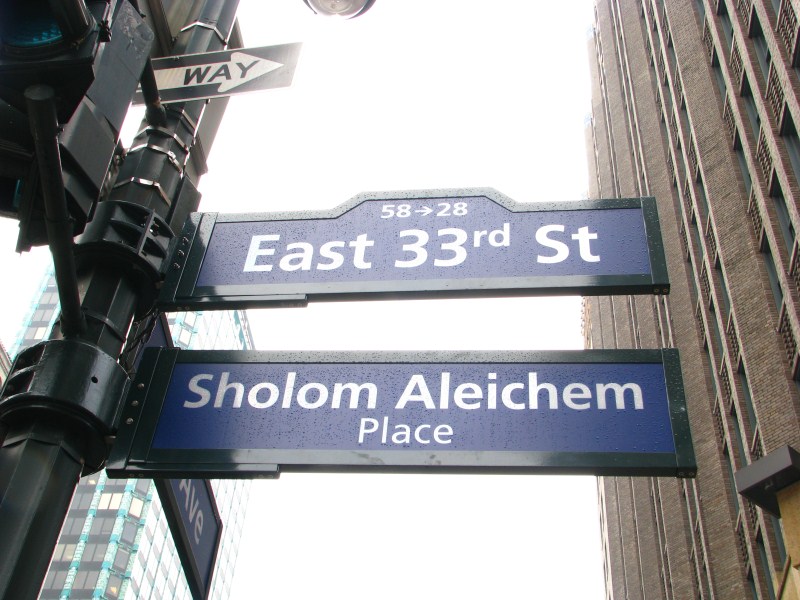 WAY
58→28
East 33rd St
Sholom Aleichem
Place
Ave